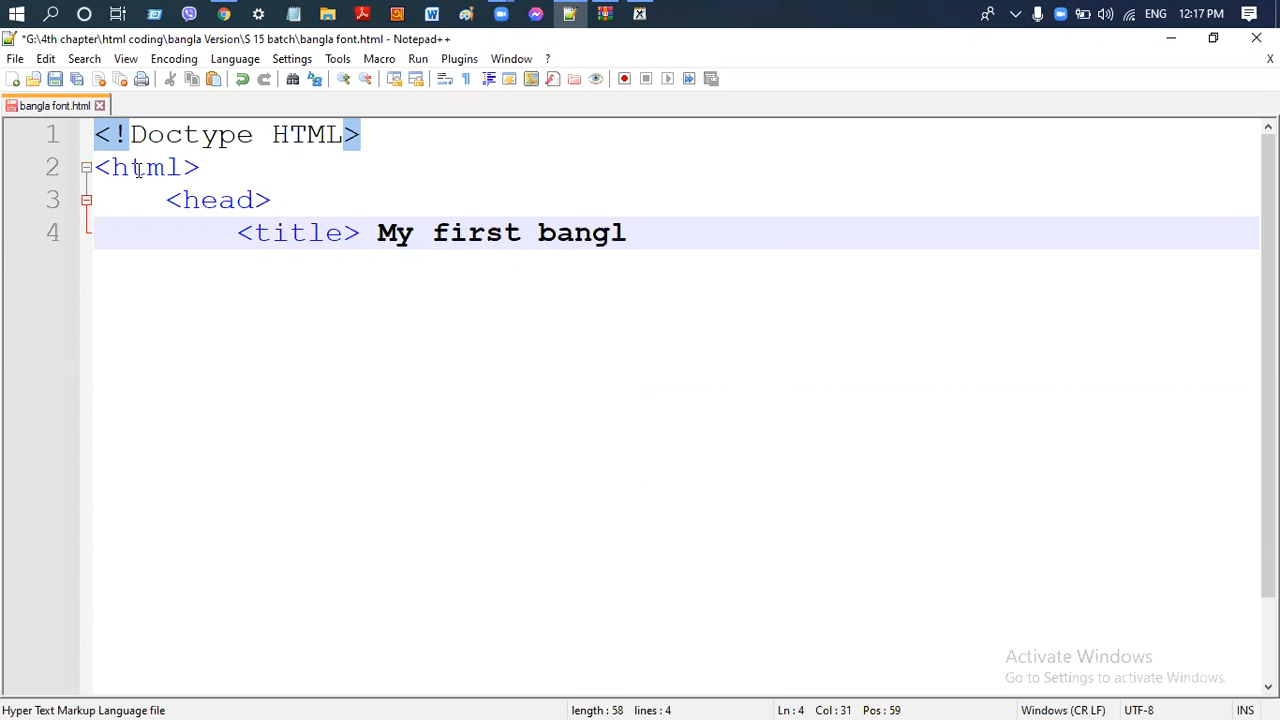 ENG 12:17 PM
*G:\4th chapter\html coding\bangla Version\S 15 batch\bangla font.html - Notepad++
File Edit Search View Encoding Language Settings Tools Macro Run Plugins Window ? X
bangla font.html
1 <!Doctype HTML>
2 <html>
3 <head>
4 <title> My first bangl
Activate Windows
Go to Settings to activate Windows.
Hyper Text Markup Language file length : 58 lines : 4 Ln : 4 Col : 31 Pos : 59 Windows (CR LF) UTF-8 INS